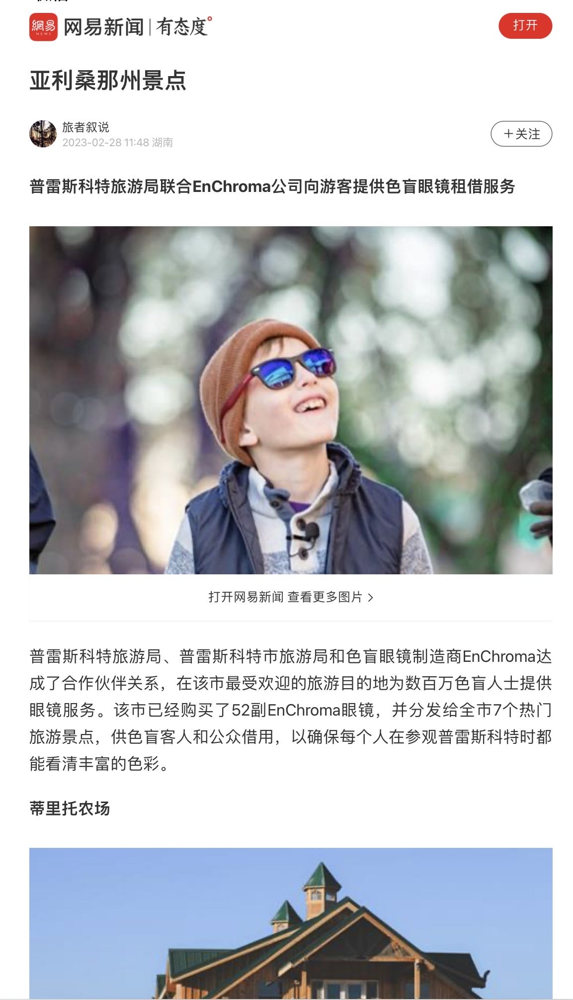 網易
NEWS
网易新闻 | 有态度°
打开
亚利桑那州景点
旅者叙说
2023-02-28 11:48 湖南
+关注
普雷斯科特旅游局联合EnChroma公司向游客提供色盲眼镜租借服务
打开网易新闻 查看更多图片 >
普雷斯科特旅游局、普雷斯科特市旅游局和色盲眼镜制造商EnChroma达
成了合作伙伴关系，在该市最受欢迎的旅游目的地为数百万色盲人士提供
眼镜服务。该市已经购买了52副EnChroma眼镜，并分发给全市7个热门
旅游景点，供色盲客人和公众借用，以确保每个人在参观普雷斯科特时都
能看清丰富的色彩。
蒂里托农场